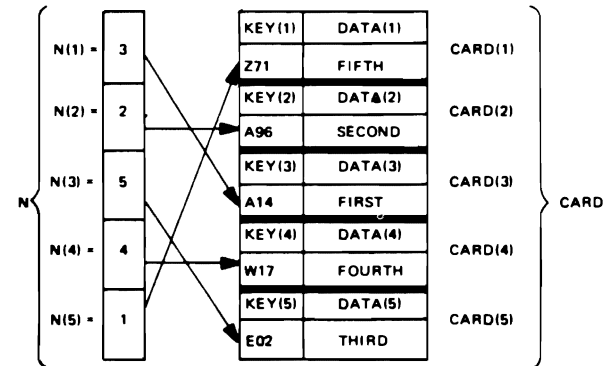 KEY(1) DATA(1)
N(1) = 3 CARD(1)
Z71 FIFTH
KEY(2) DATA(2)
N(2) = 2 CARD(2)
A96 SECOND
KEY(3) DATA(3)
N(3) = 5 CARD(3)
N CARD
A14 FIRST
KEY(4) DATA(4)
N(4) = 4 CARD(4)
W17 FOURTH
KEY(5) DATA(5)
N(5) = 1 CARD(5)
E02 THIRD